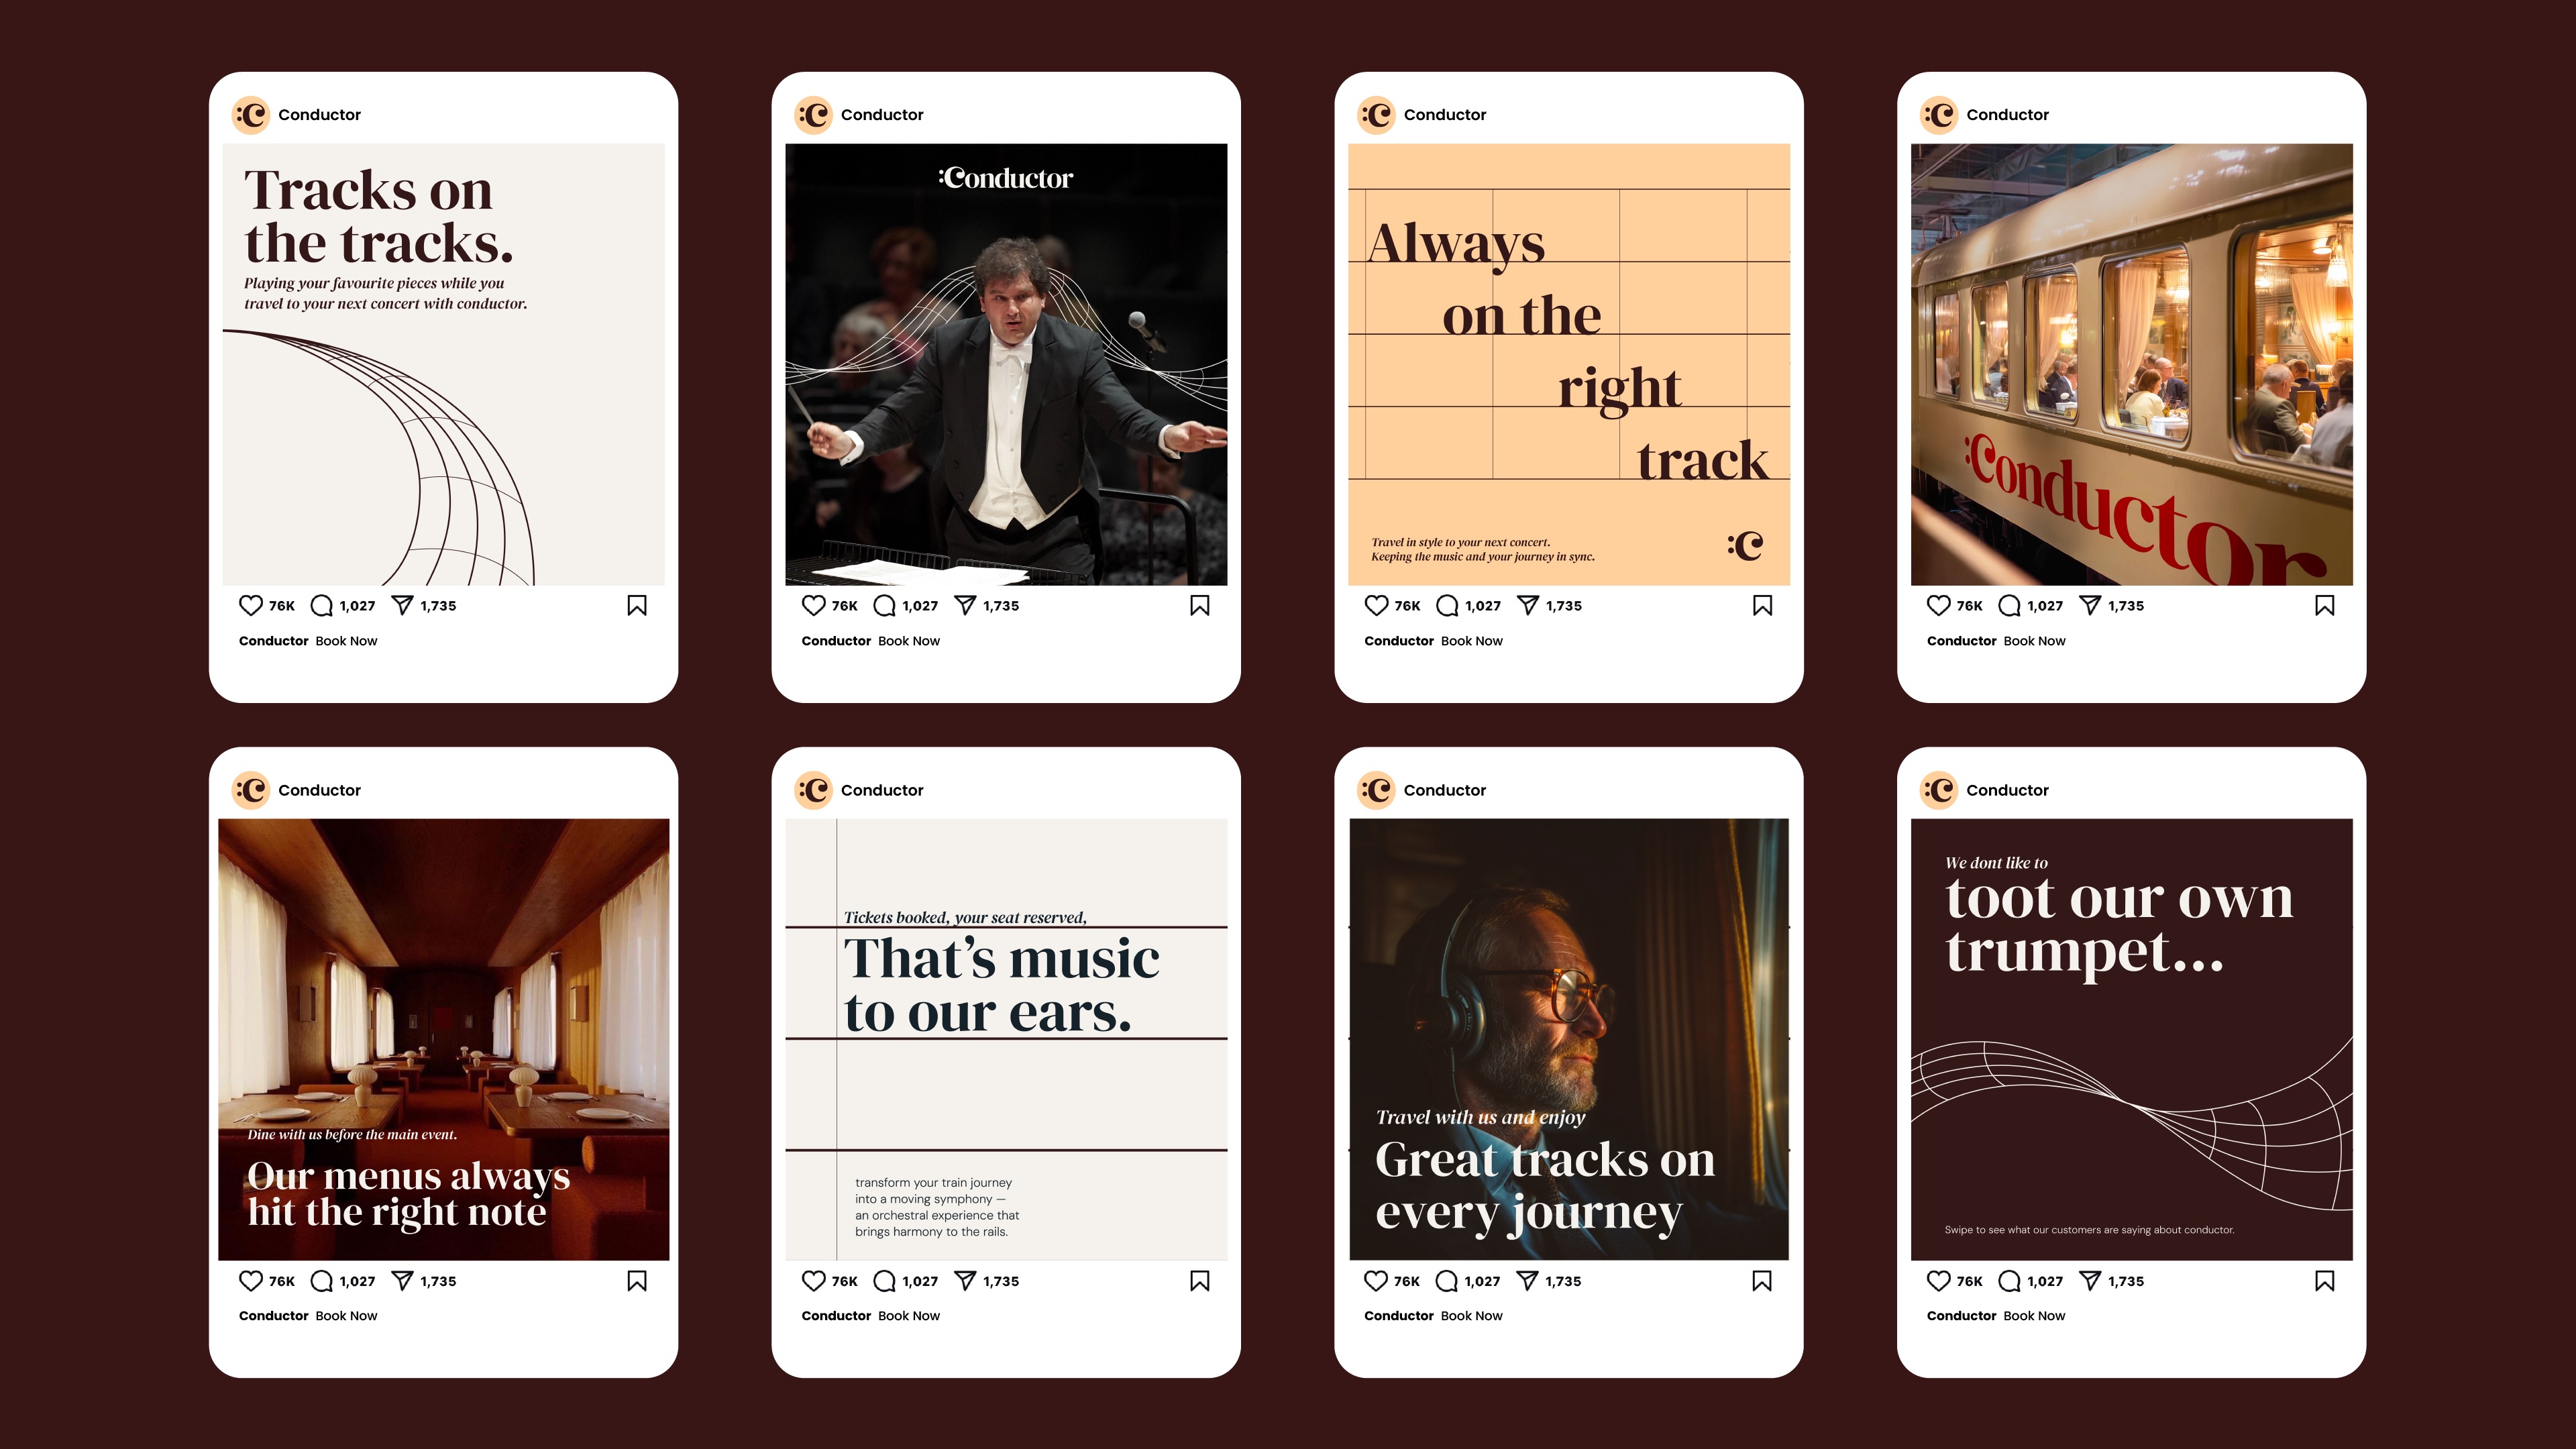 :C Conductor
Tracks on
the tracks.
Playing your favourite pieces while you
travel to your next concert with conductor.
76K 1,027 1,735
Conductor Book Now
:C Conductor
:Conductor
76K 1,027 1,735
Conductor Book Now
:C Conductor
Always
on the
right
track
Travel in style to your next concert.
Keeping the music and your journey in sync.
:C
76K 1,027 1,735
Conductor Book Now
:C Conductor
:Conductor
76K 1,027 1,735
Conductor Book Now
:C Conductor
Dine with us before the main event.
Our menus always
hit the right note
76K 1,027 1,735
Conductor Book Now
:C Conductor
Tickets booked, your seat reserved,
That's music
to our ears.
transform your train journey
into a moving symphony —
an orchestral experience that
brings harmony to the rails.
76K 1,027 1,735
Conductor Book Now
:C Conductor
Travel with us and enjoy
Great tracks on
every journey
76K 1,027 1,735
Conductor Book Now
:C Conductor
We dont like to
toot our own
trumpet...
Swipe to see what our customers are saying about conductor.
76K 1,027 1,735
Conductor Book Now